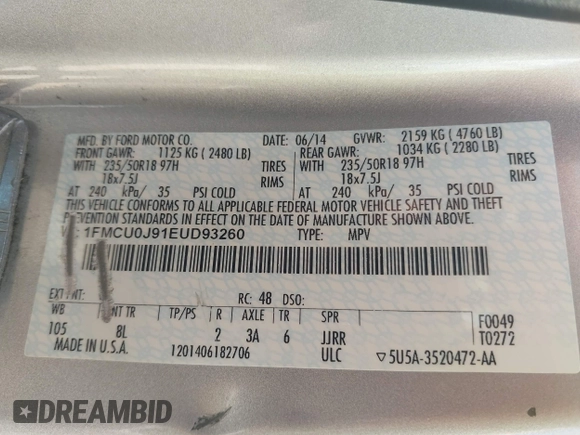 MFD. BY FORD MOTOR CO. DATE: 06/14 GVWR: 2159 KG ( 4760 LB)
FRONT GAWR: 1125 KG ( 2480 LB) REAR GAWR: 1034 KG ( 2280 LB)
WITH 235/50R18 97H TIRES WITH 235/50R18 97H TIRES
18x7.5J RIMS 18x7.5J RIMS
AT 240 kPa/ 35 PSI COLD AT 240 kPa/ 35 PSI COLD
THIS VEHICLE CONFORMS TO ALL APPLICABLE FEDERAL MOTOR VEHICLE SAFETY AND THEFT
PREVENTION STANDARDS IN EFFECT ON THE DATE OF MANUFACTURE SHOWN ABOVE.
1FMCU0J91EUD93260 TYPE: MPV
EXT PNT: RC: 48 DSO:
WB INT TR TP/PS R AXLE TR SPR F0049
105 8L 2 3A 6 JJRR T0272
MADE IN U.S.A. 1201406182706 ULC ▽5U5A-3520472-AA
DREAMBID